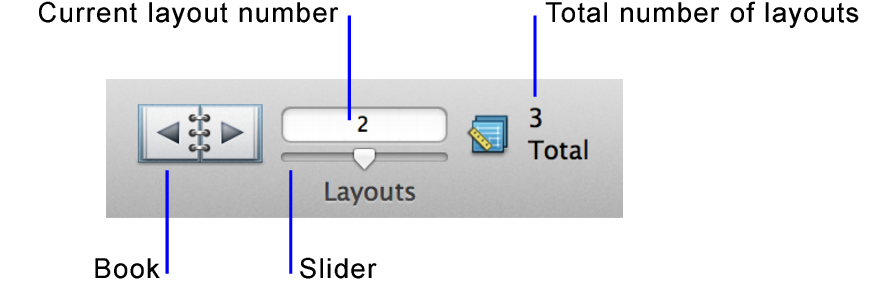 Current layout number
Total number of layouts
2
3
Total
Layouts
Book
Slider